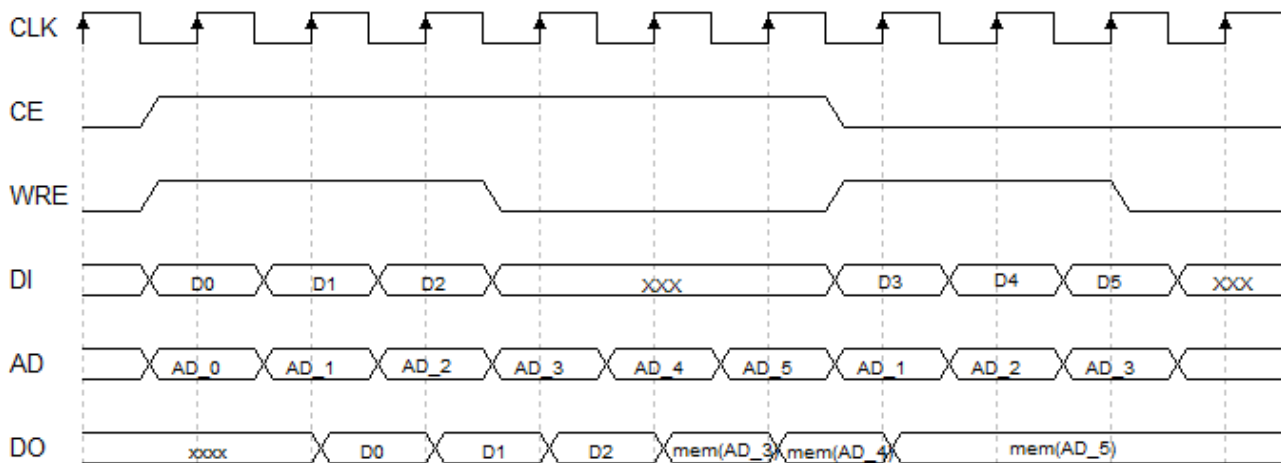 CLK
CE
WRE
DI D0 D1 D2 XXX D3 D4 D5 XXX
AD AD_0 AD_1 AD_2 AD_3 AD_4 AD_5 AD_1 AD_2 AD_3
DO xxxx D0 D1 D2 mem(AD_3) mem(AD_4) mem(AD_5)